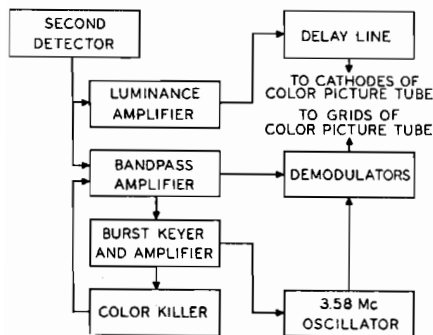 SECOND
DETECTOR
DELAY LINE
LUMINANCE
AMPLIFIER
TO CATHODES OF
COLOR PICTURE TUBE
TO GRIDS OF
COLOR PICTURE TUBE
BANDPASS
AMPLIFIER
DEMODULATORS
BURST KEYER
AND AMPLIFIER
COLOR KILLER
3.58 Mc
OSCILLATOR